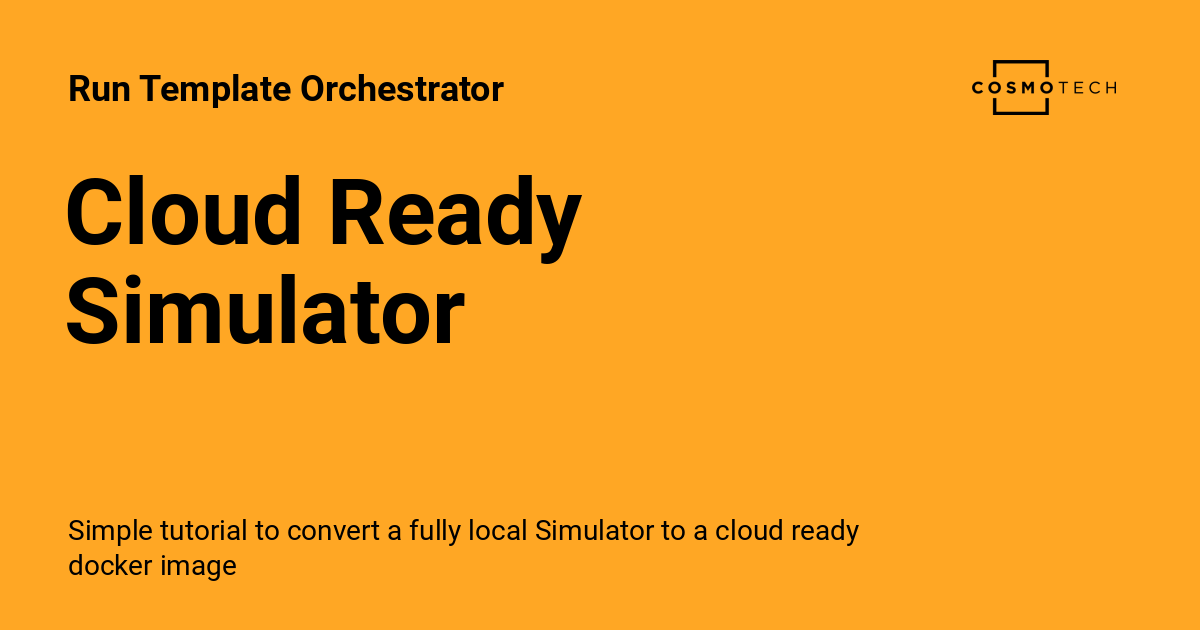 Run Template Orchestrator
COSMOTECH
Cloud Ready
Simulator
Simple tutorial to convert a fully local Simulator to a cloud ready
docker image